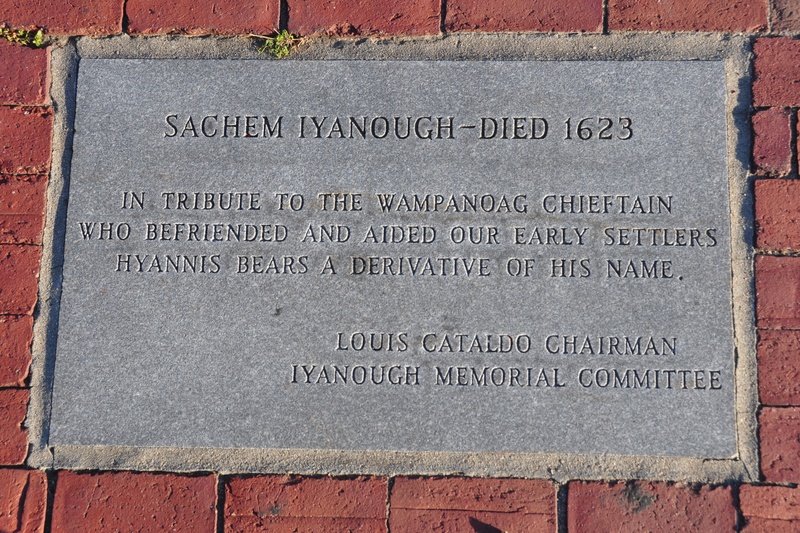 SACHEM IYANOUGH–DIED 1623
IN TRIBUTE TO THE WAMPANOAG CHIEFTAIN
WHO BEFRIENDED AND AIDED OUR EARLY SETTLERS
HYANNIS BEARS A DERIVATIVE OF HIS NAME.
LOUIS CATALDO CHAIRMAN
IYANOUGH MEMORIAL COMMITTEE